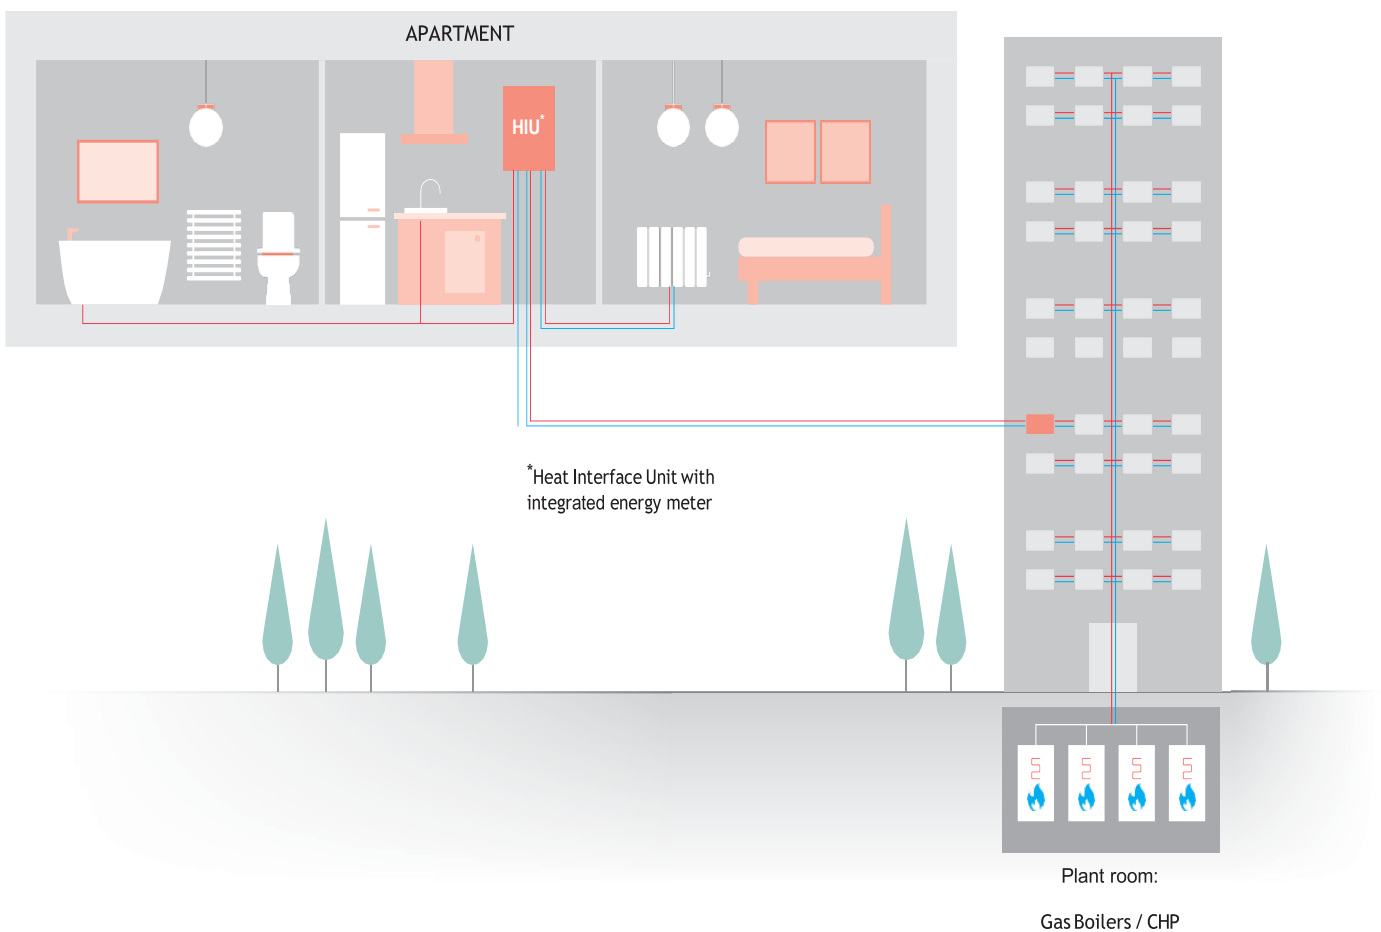 APARTMENT
HIU*
*Heat Interface Unit with
integrated energy meter
Plant room:
Gas Boilers / CHP